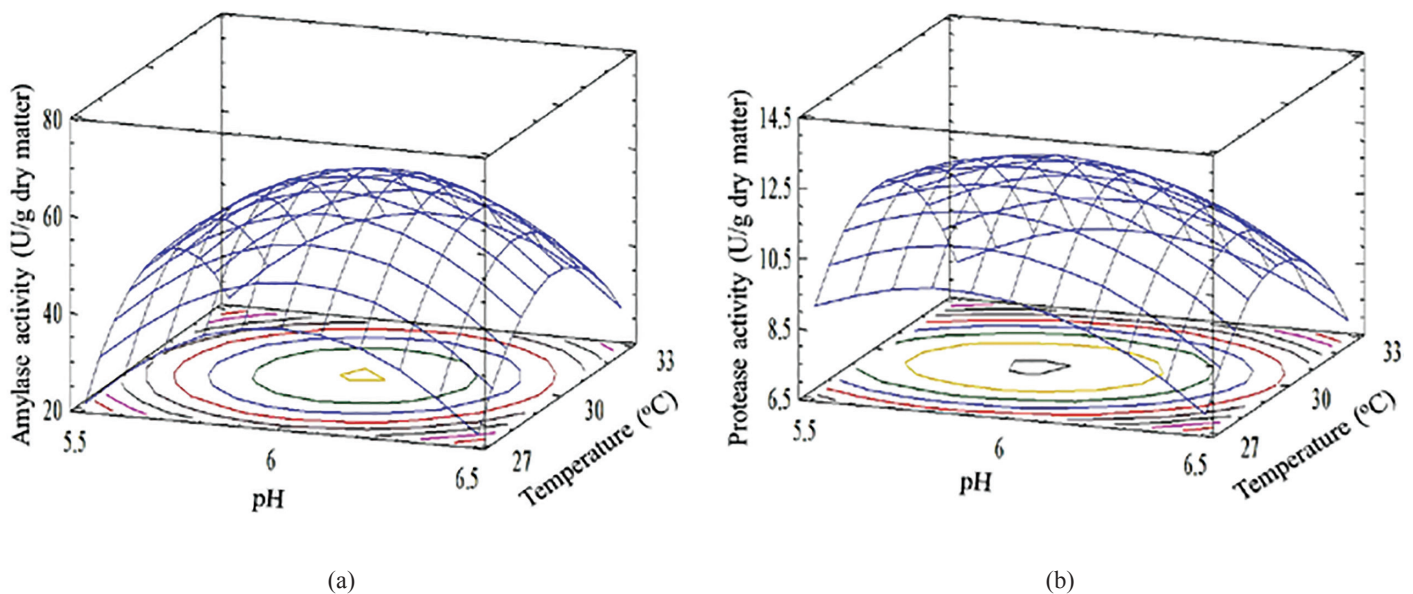 Amylase activity (U/g dry matter)
80
60
40
20
5.5
6
6.5
pH
27
30
33
Temperature (ºC)
(a)
Protease activity (U/g dry matter)
14.5
12.5
10.5
8.5
6.5
5.5
6
6.5
pH
27
30
33
Temperature (ºC)
(b)